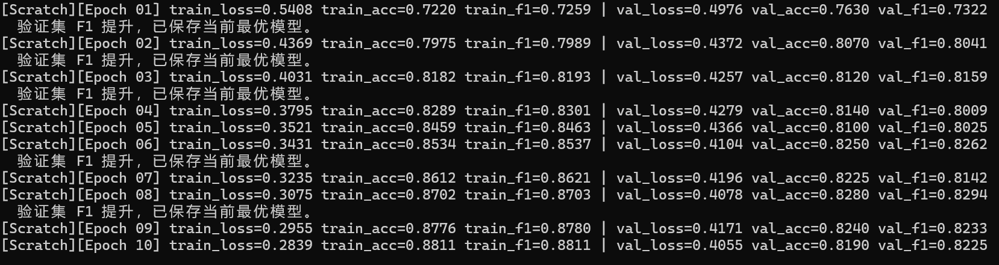 [Scratch][Epoch 01] train_loss=0.5408 train_acc=0.7220 train_f1=0.7259 | val_loss=0.4976 val_acc=0.7630 val_f1=0.7322
验证集 F1 提升，已保存当前最优模型。
[Scratch][Epoch 02] train_loss=0.4369 train_acc=0.7975 train_f1=0.7989 | val_loss=0.4372 val_acc=0.8070 val_f1=0.8041
验证集 F1 提升，已保存当前最优模型。
[Scratch][Epoch 03] train_loss=0.4031 train_acc=0.8182 train_f1=0.8193 | val_loss=0.4257 val_acc=0.8120 val_f1=0.8159
验证集 F1 提升，已保存当前最优模型。
[Scratch][Epoch 04] train_loss=0.3795 train_acc=0.8289 train_f1=0.8301 | val_loss=0.4279 val_acc=0.8140 val_f1=0.8009
[Scratch][Epoch 05] train_loss=0.3521 train_acc=0.8459 train_f1=0.8463 | val_loss=0.4366 val_acc=0.8100 val_f1=0.8025
[Scratch][Epoch 06] train_loss=0.3431 train_acc=0.8534 train_f1=0.8537 | val_loss=0.4104 val_acc=0.8250 val_f1=0.8262
验证集 F1 提升，已保存当前最优模型。
[Scratch][Epoch 07] train_loss=0.3235 train_acc=0.8612 train_f1=0.8621 | val_loss=0.4196 val_acc=0.8225 val_f1=0.8142
[Scratch][Epoch 08] train_loss=0.3075 train_acc=0.8702 train_f1=0.8703 | val_loss=0.4078 val_acc=0.8280 val_f1=0.8294
验证集 F1 提升，已保存当前最优模型。
[Scratch][Epoch 09] train_loss=0.2955 train_acc=0.8776 train_f1=0.8780 | val_loss=0.4171 val_acc=0.8240 val_f1=0.8233
[Scratch][Epoch 10] train_loss=0.2839 train_acc=0.8811 train_f1=0.8811 | val_loss=0.4055 val_acc=0.8190 val_f1=0.8225